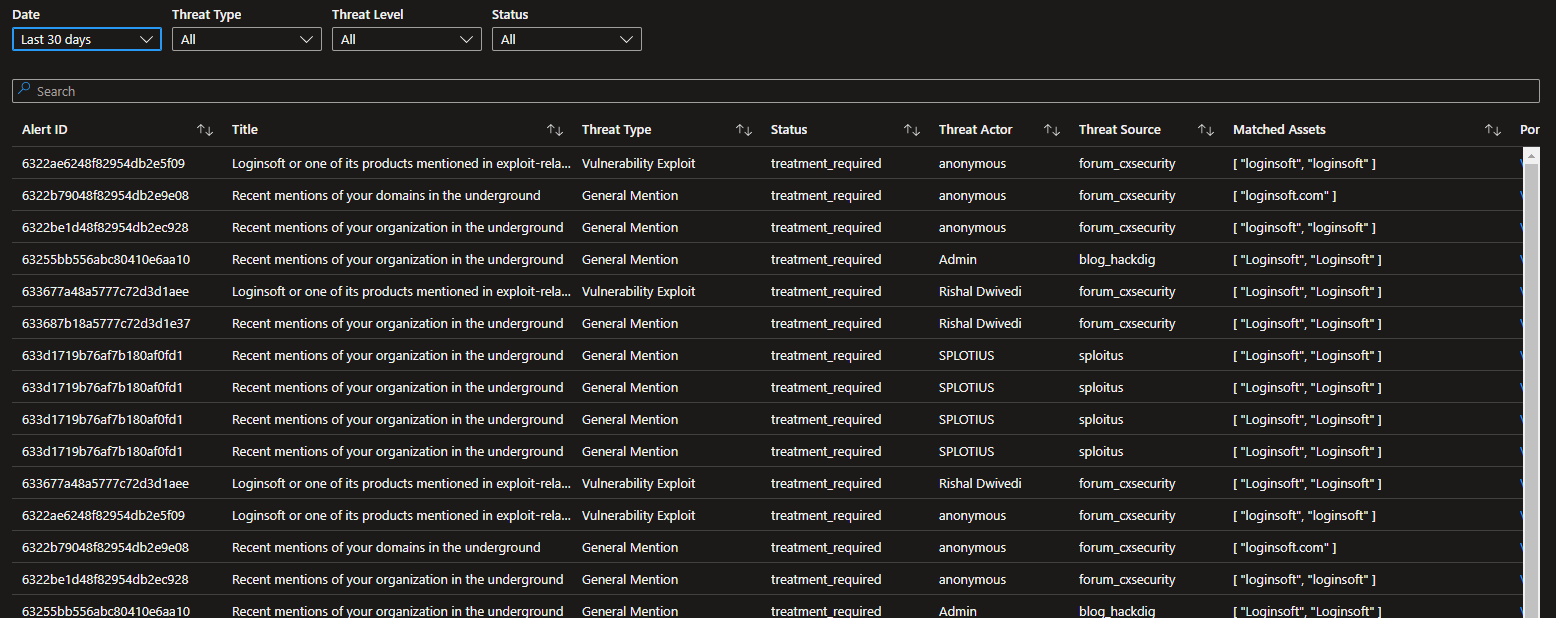 Date Threat Type Threat Level Status
Last 30 days All All All
Search
Alert ID Title Threat Type Status Threat Actor Threat Source Matched Assets Por
6322ae6248f82954db2e5f09 Loginsoft or one of its products mentioned in exploit-rela... Vulnerability Exploit treatment_required anonymous forum_cxsecurity [ "loginsoft", "loginsoft" ]
6322b79048f82954db2e9e08 Recent mentions of your domains in the underground General Mention treatment_required anonymous forum_cxsecurity [ "loginsoft.com" ]
6322be1d48f82954db2ec928 Recent mentions of your organization in the underground General Mention treatment_required anonymous forum_cxsecurity [ "loginsoft", "loginsoft" ]
63255bb556abc80410e6aa10 Recent mentions of your organization in the underground General Mention treatment_required Admin blog_hackdig [ "Loginsoft", "Loginsoft" ]
633677a48a5777c72d3d1aee Loginsoft or one of its products mentioned in exploit-rela... Vulnerability Exploit treatment_required Rishal Dwivedi forum_cxsecurity [ "Loginsoft", "Loginsoft" ]
633687b18a5777c72d3d1e37 Recent mentions of your organization in the underground General Mention treatment_required Rishal Dwivedi forum_cxsecurity [ "Loginsoft", "Loginsoft" ]
633d1719b76af7b180af0fd1 Recent mentions of your organization in the underground General Mention treatment_required SPLOTIUS sploitus [ "Loginsoft", "Loginsoft" ]
633d1719b76af7b180af0fd1 Recent mentions of your organization in the underground General Mention treatment_required SPLOTIUS sploitus [ "Loginsoft", "Loginsoft" ]
633d1719b76af7b180af0fd1 Recent mentions of your organization in the underground General Mention treatment_required SPLOTIUS sploitus [ "Loginsoft", "Loginsoft" ]
633d1719b76af7b180af0fd1 Recent mentions of your organization in the underground General Mention treatment_required SPLOTIUS sploitus [ "Loginsoft", "Loginsoft" ]
633677a48a5777c72d3d1aee Loginsoft or one of its products mentioned in exploit-rela... Vulnerability Exploit treatment_required Rishal Dwivedi forum_cxsecurity [ "Loginsoft", "Loginsoft" ]
6322ae6248f82954db2e5f09 Loginsoft or one of its products mentioned in exploit-rela... Vulnerability Exploit treatment_required anonymous forum_cxsecurity [ "loginsoft", "loginsoft" ]
6322b79048f82954db2e9e08 Recent mentions of your domains in the underground General Mention treatment_required anonymous forum_cxsecurity [ "loginsoft.com" ]
6322be1d48f82954db2ec928 Recent mentions of your organization in the underground General Mention treatment_required anonymous forum_cxsecurity [ "loginsoft", "loginsoft" ]
63255bb556abc80410e6aa10 Recent mentions of your organization in the underground General Mention treatment_required Admin blog_hackdig [ "Loginsoft", "Loginsoft" ]